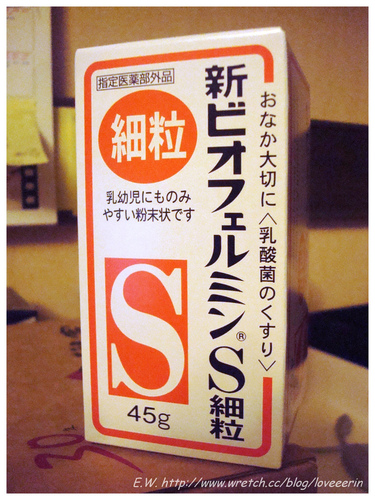 指定医薬部外品
細粒
乳幼児にものみ
やすい粉末状です
S
45g
新ビオフェルミン®S細粒
おなか大切に〈乳酸菌のくすり〉
E.W. http://www.wretch.cc/blog/loveeerin